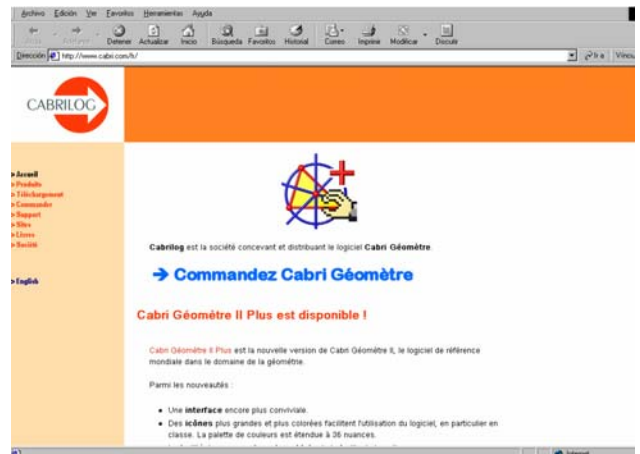 Archivo Edición Ver Favoritos Herramientas Ayuda
Detener Actualizar Inicio Búsqueda Favoritos Historial Correo Imprimir Modificar Discutir
Dirección http://www.cabri.com/fr/ Ir a
CABRILOG
» Accueil
» Produits
» Téléchargement
» Commander
» Support
» Sites
» Livres
» Société
» English
Cabrilog est la société concevant et distribuant le logiciel Cabri Géomètre.
➔ Commandez Cabri Géomètre
Cabri Géomètre II Plus est disponible !
Cabri Géomètre II Plus est la nouvelle version de Cabri Géomètre II, le logiciel de référence
mondiale dans le domaine de la géométrie.
Parmi les nouveautés :
• Une interface encore plus conviviale.
• Des icônes plus grandes et plus colorées facilitent l'utilisation du logiciel, en particulier en
classe. La palette de couleurs est étendue à 36 nuances.
Internet